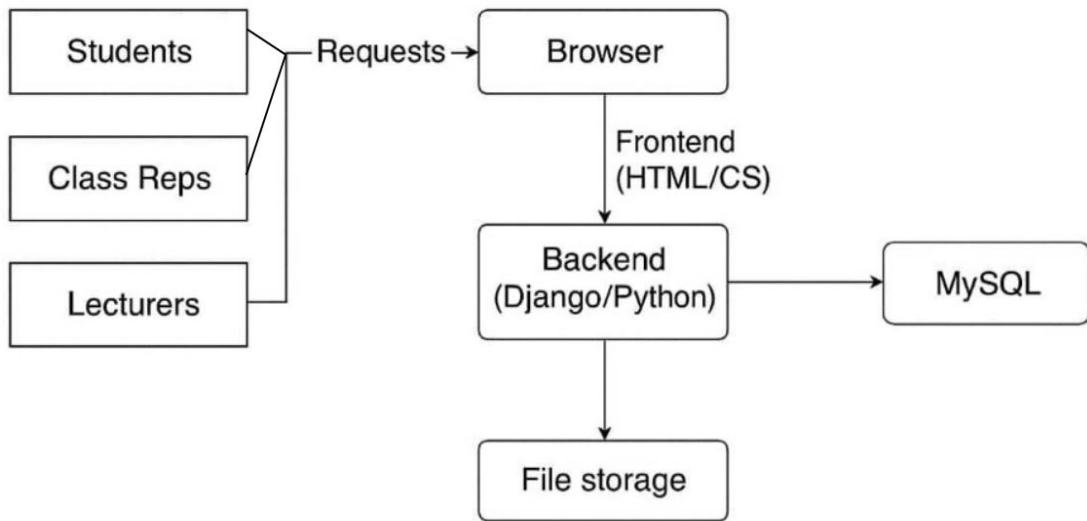 Students
Requests
Browser
Class Reps
Frontend
(HTML/CS)
Lecturers
Backend
(Django/Python)
MySQL
File storage